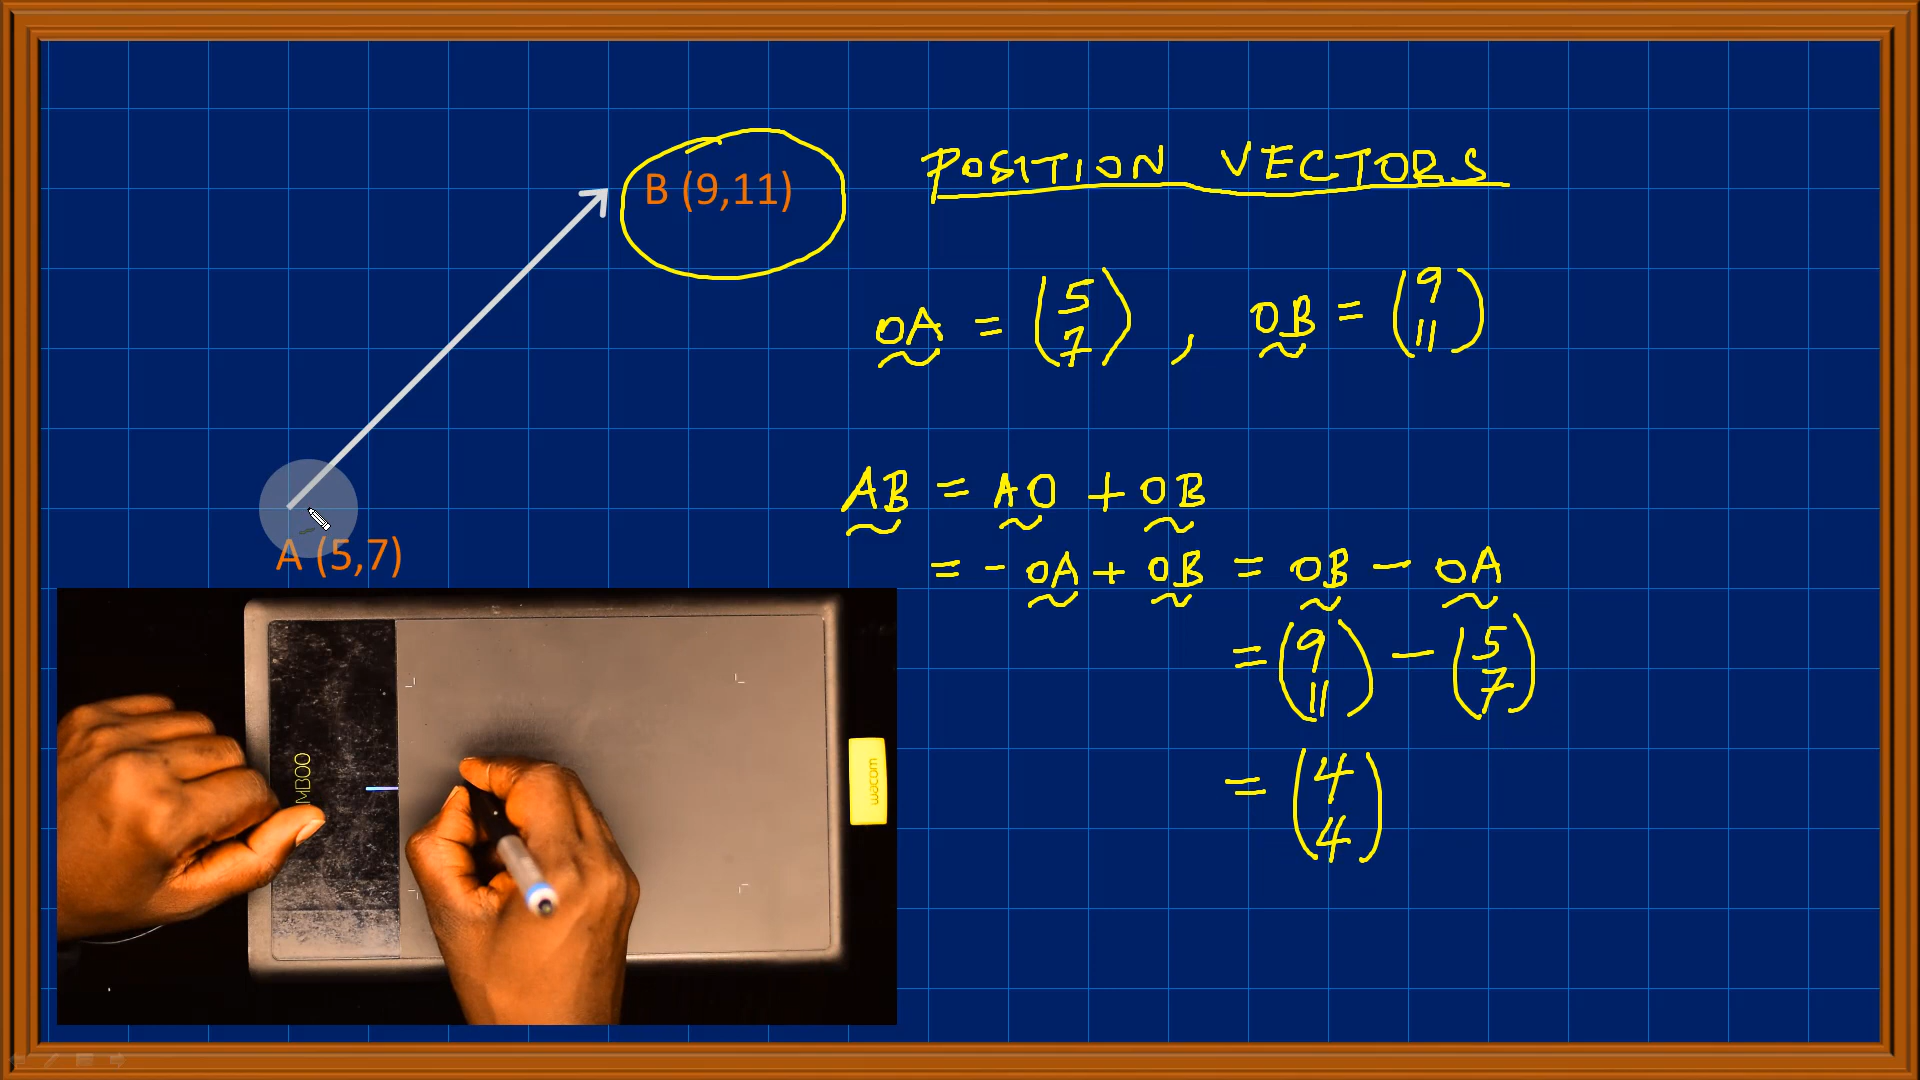 POSITION VECTORS
B (9,11)
OA = (5 7) , OB = (9 11)
AB = AO + OB
A (5,7)
= - OA + OB = OB - OA
= (9 11) - (5 7)
= (4 4)
MBOO
wacom